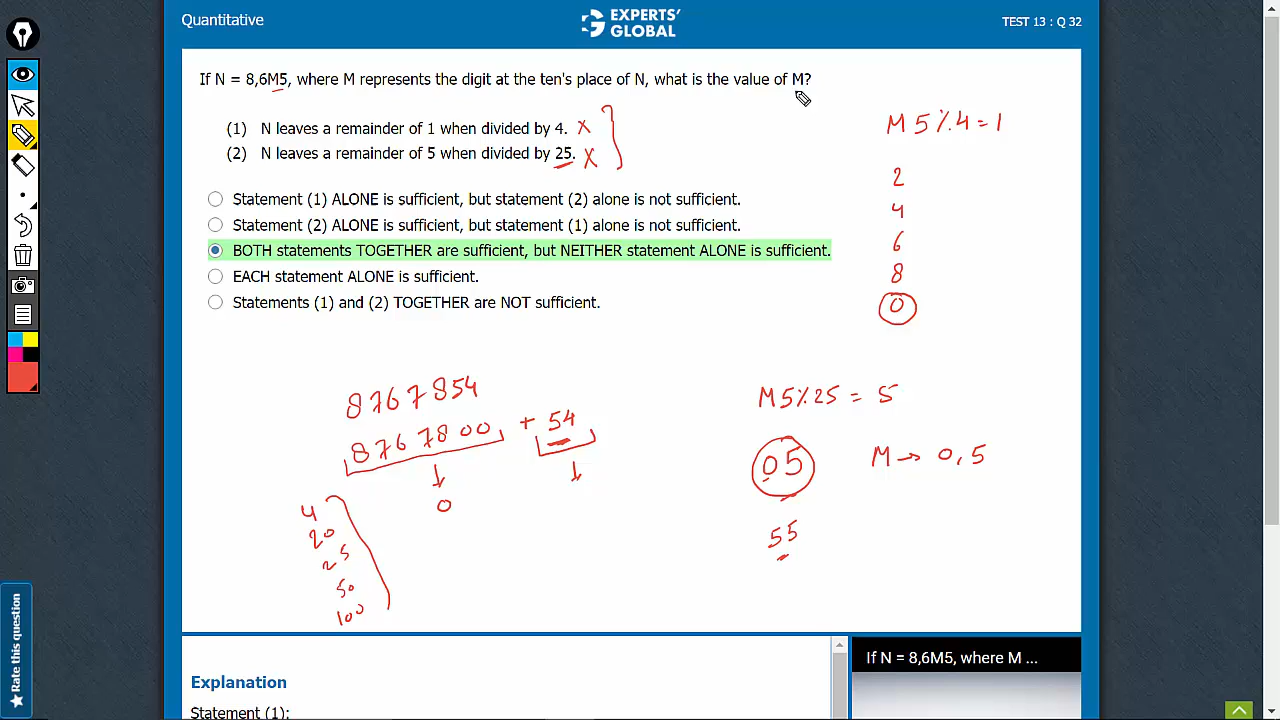 Quantitative
EXPERTS’
GLOBAL
TEST 13 : Q 32
If N = 8,6M5, where M represents the digit at the ten's place of N, what is the value of M?
(1) N leaves a remainder of 1 when divided by 4. X
(2) N leaves a remainder of 5 when divided by 25. X
Statement (1) ALONE is sufficient, but statement (2) alone is not sufficient.
Statement (2) ALONE is sufficient, but statement (1) alone is not sufficient.
BOTH statements TOGETHER are sufficient, but NEITHER statement ALONE is sufficient.
EACH statement ALONE is sufficient.
Statements (1) and (2) TOGETHER are NOT sufficient.
M 5 % 4 = 1
2
4
6
8
0
8767854
8767800 + 54
0
4
20
25
50
100
M5 % 25 = 5
05
M → 0, 5
55
Rate this question
Explanation
Statement (1):
If N = 8,6M5, where M ...